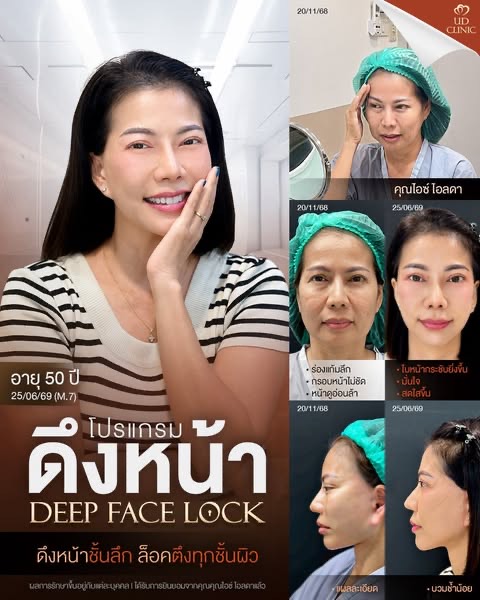 20/11/68
UD
CLINIC
คุณไอซ์ ไอลดา
20/11/68
25/06/69
• ร่องแก้มลึก
• กรอบหน้าไม่ชัด
• หน้าดูอ่อนล้า
• ใบหน้ากระชับยิ่งขึ้น
• มั่นใจ
• สดใสขึ้น
อายุ 50 ปี
25/06/69 (M.7)
20/11/68
25/06/69
โปรแกรม
ดึงหน้า
DEEP FACE LOCK
ดึงหน้าชั้นลึก ล็อคตึงทุกชั้นผิว
• แผลละเอียด
• บวมช้ำน้อย
ผลการรักษาขึ้นอยู่กับแต่ละบุคคล | ได้รับการยินยอมจากคุณคุณไอซ์ ไอลดาแล้ว